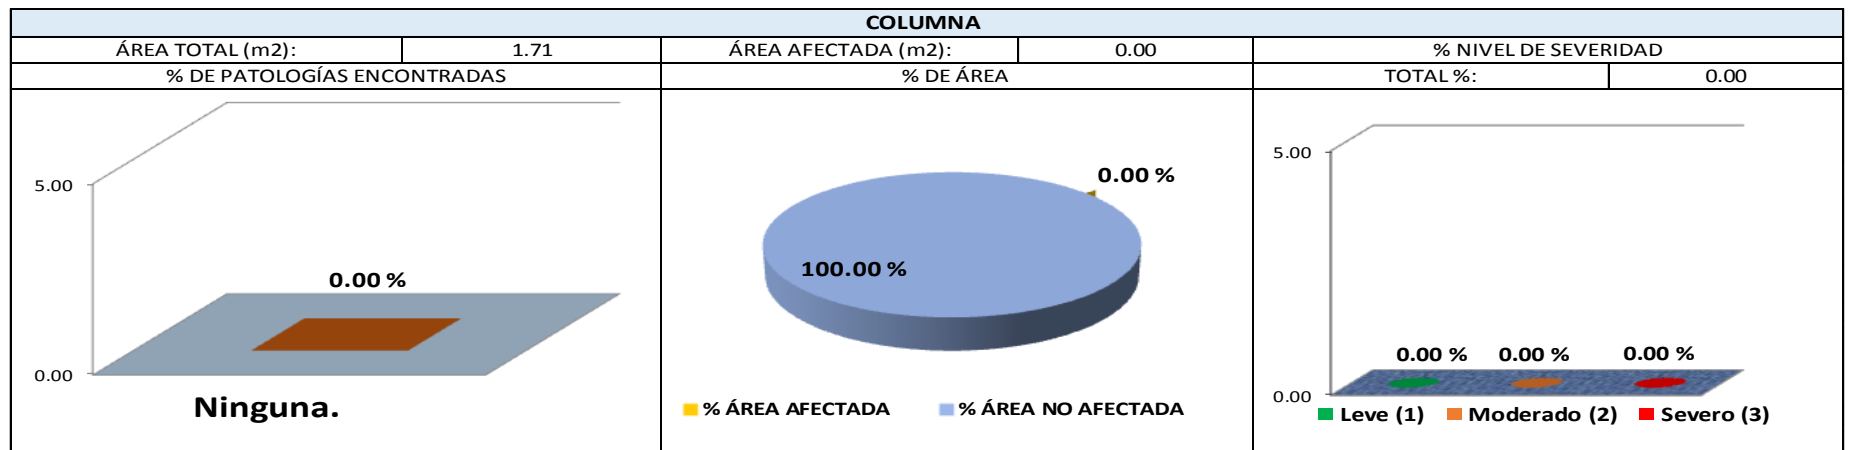 COLUMNA
ÁREA TOTAL (m2): 1.71 ÁREA AFECTADA (m2): 0.00 % NIVEL DE SEVERIDAD
% DE PATOLOGÍAS ENCONTRADAS % DE ÁREA TOTAL %: 0.00
5.00
0.00 %
0.00
Ninguna.
0.00 %
100.00 %
% ÁREA AFECTADA % ÁREA NO AFECTADA
5.00
0.00 % 0.00 % 0.00 %
0.00
Leve (1) Moderado (2) Severo (3)